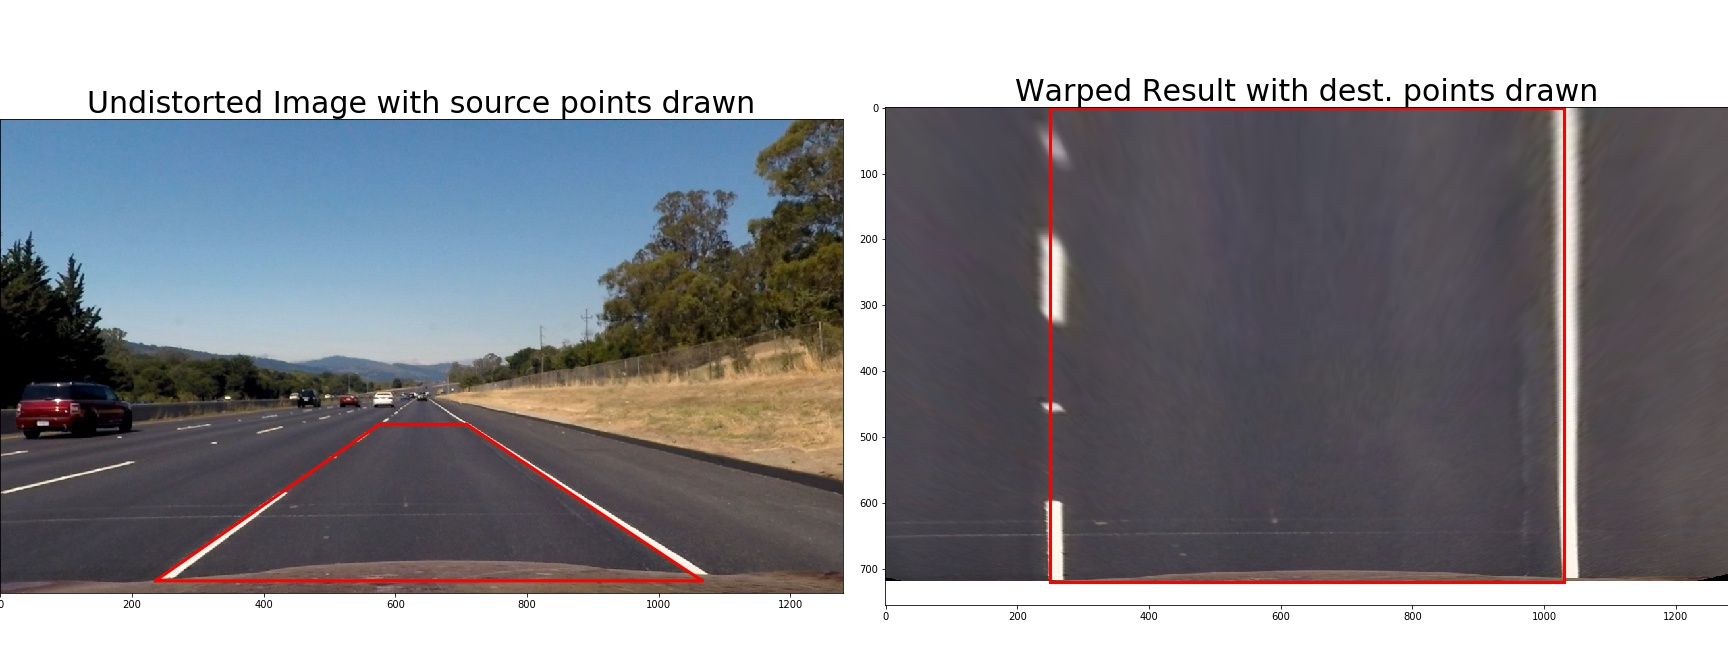 Undistorted Image with source points drawn
0 200 400 600 800 1000 1200
Warped Result with dest. points drawn
0
100
200
300
400
500
600
700
0 200 400 600 800 1000 1200